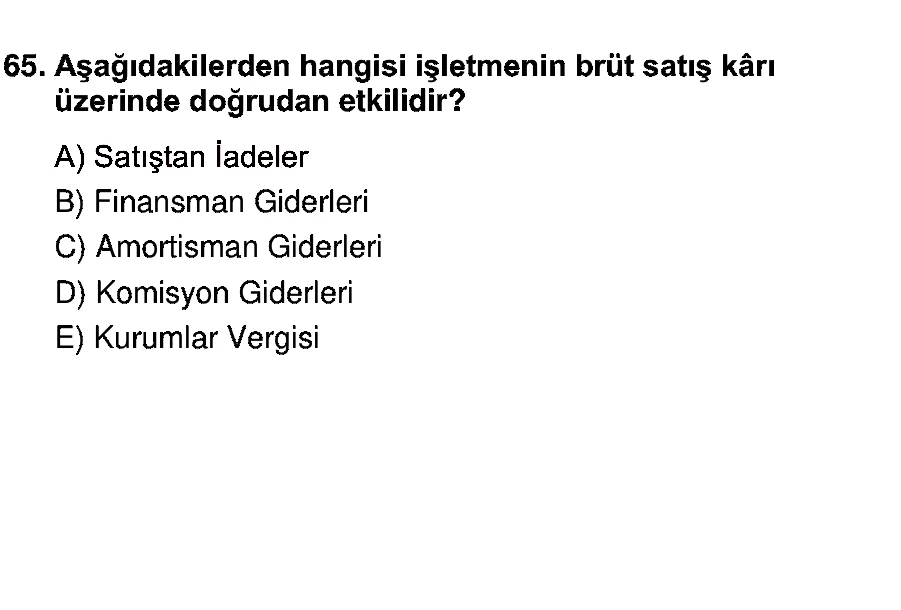 65. Aşağıdakilerden hangisi işletmenin brüt satış kârı
üzerinde doğrudan etkilidir?
A) Satıştan İadeler
B) Finansman Giderleri
C) Amortisman Giderleri
D) Komisyon Giderleri
E) Kurumlar Vergisi